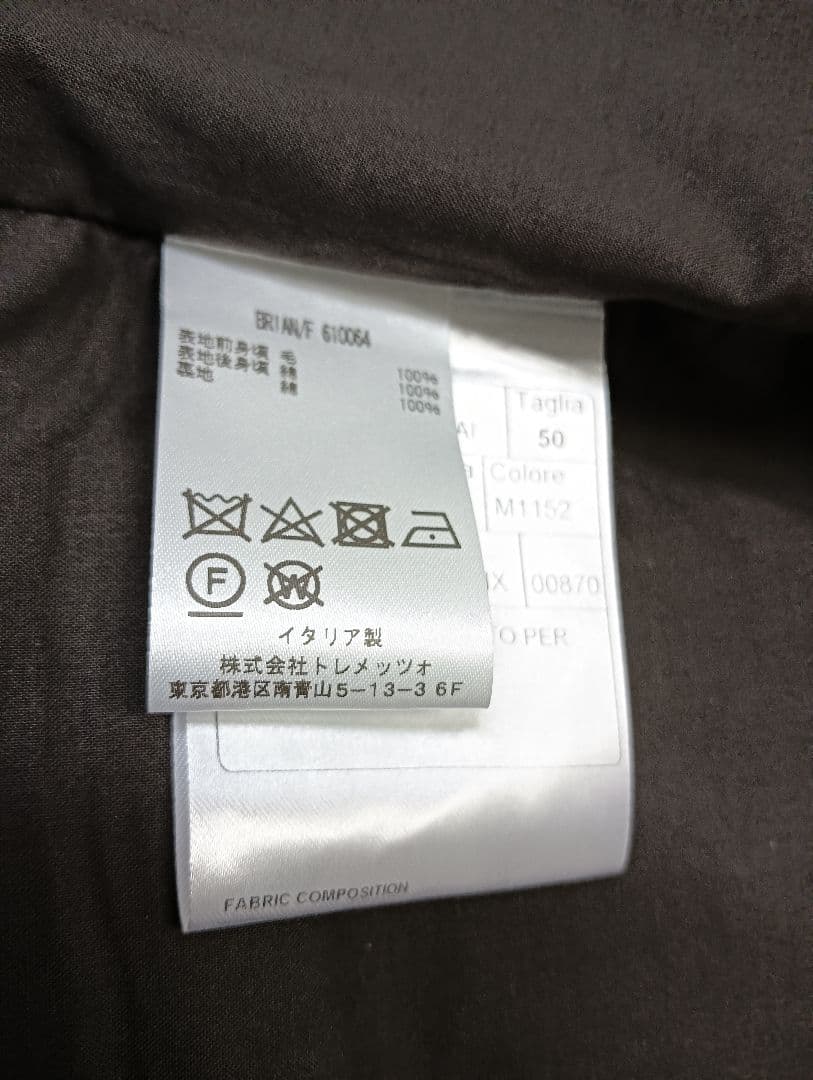 BRIAN/F 610064
表地前身頃 毛 100%
表地後身頃 綿 100%
裏地 綿 100%
F
W
イタリア製
株式会社トレメッツォ
東京都港区南青山5-13-3 6F
Taglia
50
Colore
M1152
00870
PER
FABRIC COMPOSITION